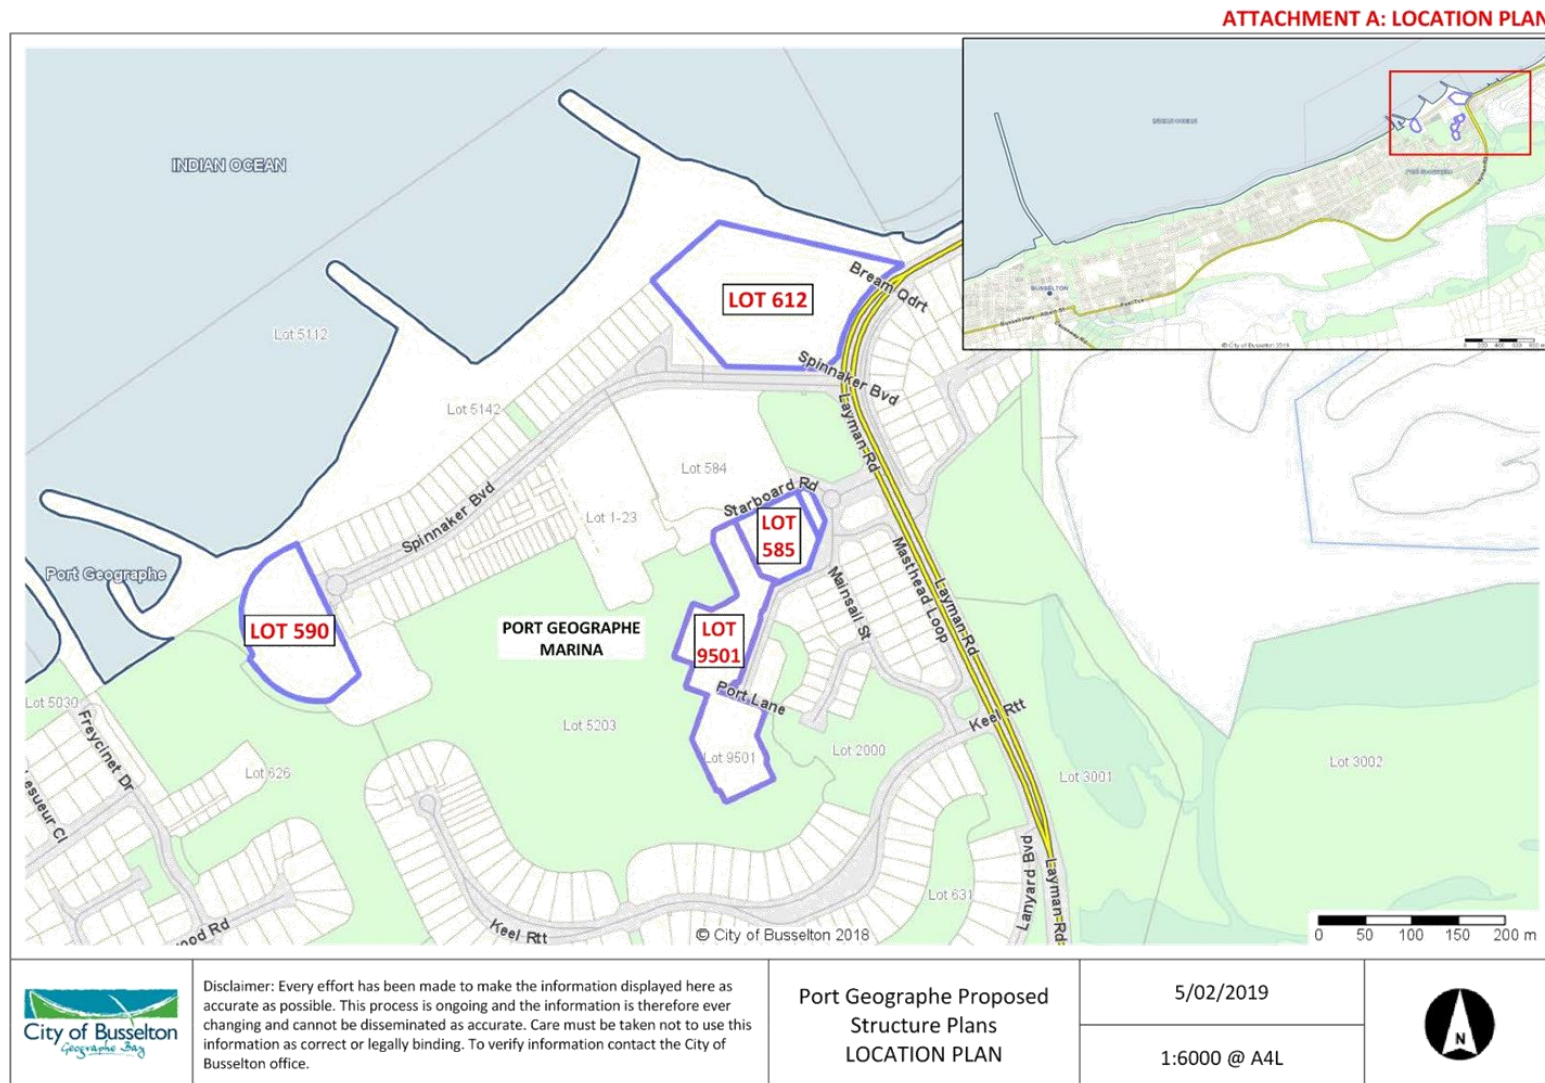 ATTACHMENT A: LOCATION PLAN
INDIAN OCEAN
BUSSELTON
© City of Busselton 2018
LOT 612
Bream Qdrt
Lot 5112
Spinnaker Bvd
Layman Rd
Lot 5142
Lot 584
Starboard Rd
Spinnaker Bvd
Lot 1-23
LOT
585
Masthead Loop
Layman Rd
Mainsail St
Port Geographe
LOT 590
PORT GEOGRAPHE
MARINA
LOT
9501
Port Lane
Keel Rtt
Lot 5030
Freycinet Dr
Lot 5203
Lot 2000
Lot 9501
Lot 626
Lot 3001
Lot 3002
esueur Cl
Lanyard Bvd
Layman Rd
Lot 631
ood Rd
Keel Rtt
© City of Busselton 2018
0 50 100 150 200 m
City of Busselton
Geographe Bay
Disclaimer: Every effort has been made to make the information displayed here as
accurate as possible. This process is ongoing and the information is therefore ever
changing and cannot be disseminated as accurate. Care must be taken not to use this
information as correct or legally binding. To verify information contact the City of
Busselton office.
Port Geographe Proposed
Structure Plans
LOCATION PLAN
5/02/2019
1:6000 @ A4L
N